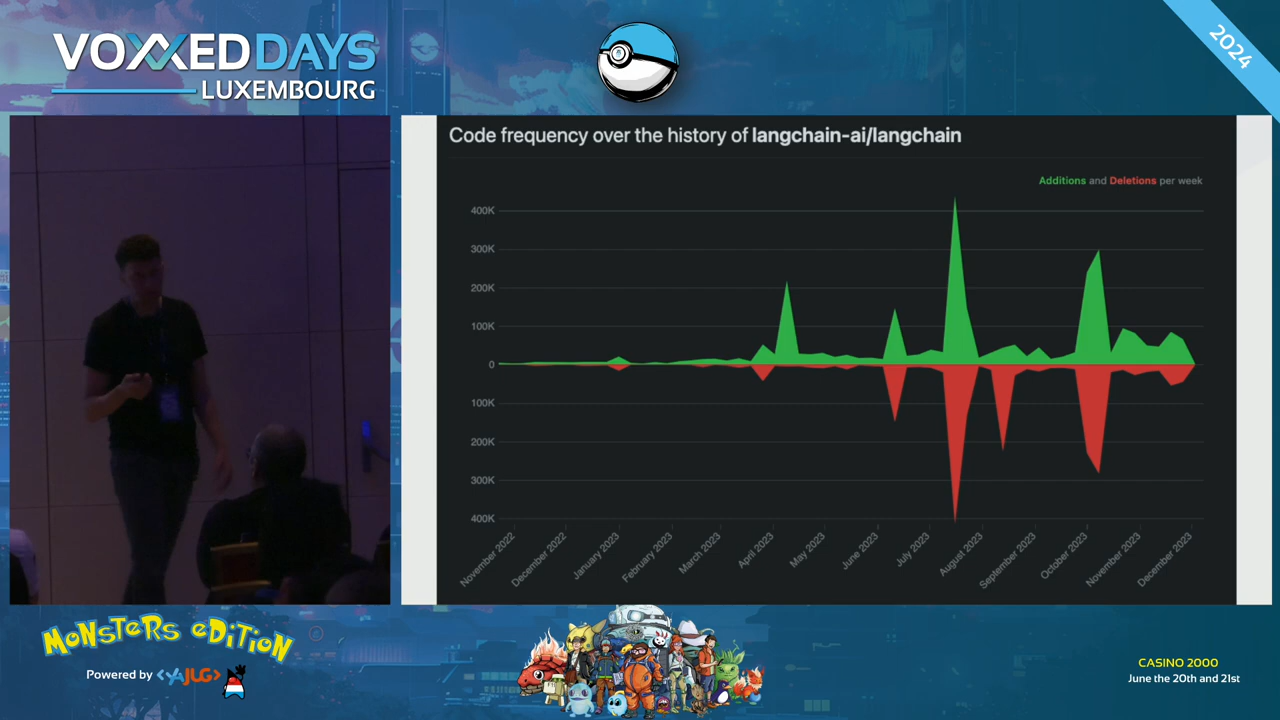 VOXXED DAYS
LUXEMBOURG
2024
Code frequency over the history of langchain-ai/langchain
Additions and Deletions per week
400K
300K
200K
100K
0
100K
200K
300K
400K
November 2022
December 2022
January 2023
February 2023
March 2023
April 2023
May 2023
June 2023
July 2023
August 2023
September 2023
October 2023
November 2023
December 2023
MoNSTeRS eDiTiON
Powered by <YAJUG>
CASINO 2000
June the 20th and 21st